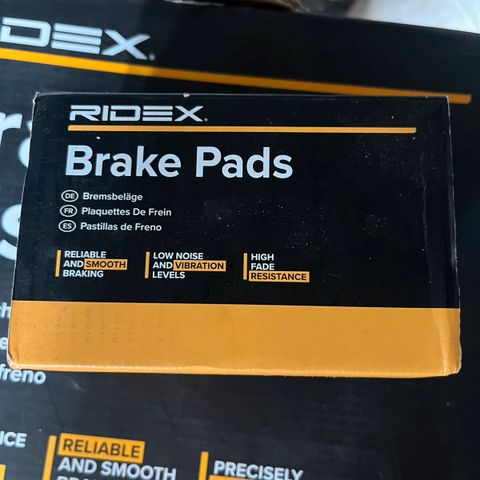 RIDEX
RIDEX
Brake Pads
DE Bremsbeläge
FR Plaquettes De Frein
ES Pastillas de Freno
RELIABLE
AND SMOOTH
BRAKING
LOW NOISE
AND VIBRATION
LEVELS
HIGH
FADE
RESISTANCE
freno
RELIABLE
AND SMOOTH
PRECISELY